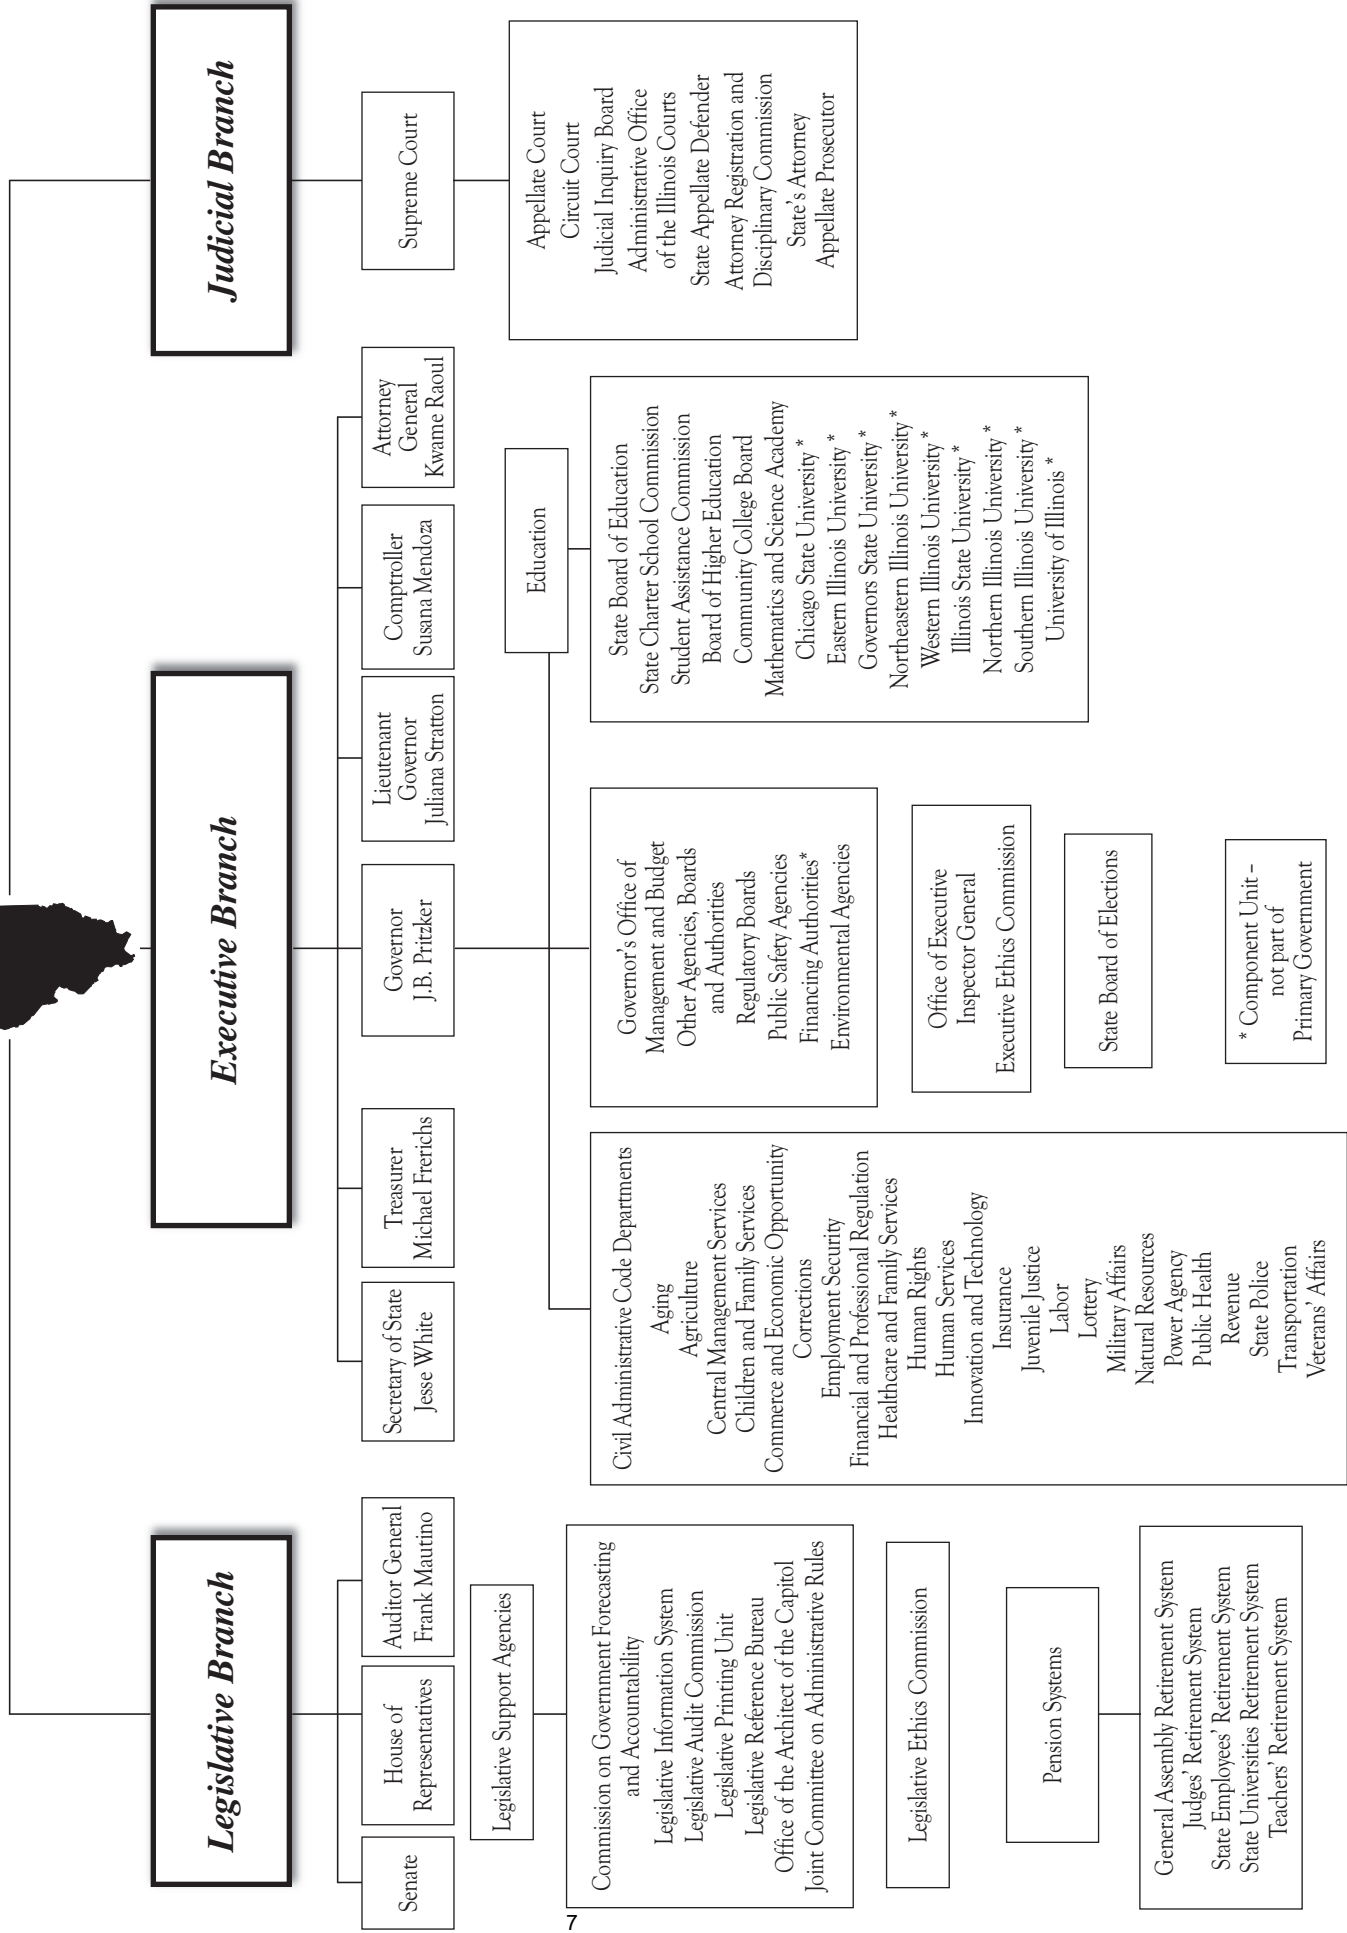 Legislative Branch
Senate
House of
Representatives
Auditor General
Frank Mautino
Legislative Support Agencies
Commission on Government Forecasting
and Accountability
Legislative Information System
Legislative Audit Commission
Legislative Printing Unit
Legislative Reference Bureau
Office of the Architect of the Capitol
Joint Committee on Administrative Rules
Legislative Ethics Commission
Pension Systems
General Assembly Retirement System
Judges' Retirement System
State Employees' Retirement System
State Universities Retirement System
Teachers' Retirement System
Executive Branch
Secretary of State
Jesse White
Treasurer
Michael Frerichs
Governor
J.B. Pritzker
Lieutenant
Governor
Juliana Stratton
Comptroller
Susana Mendoza
Attorney
General
Kwame Raoul
Civil Administrative Code Departments
Aging
Agriculture
Central Management Services
Children and Family Services
Commerce and Economic Opportunity
Corrections
Employment Security
Financial and Professional Regulation
Healthcare and Family Services
Human Rights
Human Services
Innovation and Technology
Insurance
Juvenile Justice
Labor
Lottery
Military Affairs
Natural Resources
Power Agency
Public Health
Revenue
State Police
Transportation
Veterans' Affairs
Governor's Office of
Management and Budget
Other Agencies, Boards
and Authorities
Regulatory Boards
Public Safety Agencies
Financing Authorities*
Environmental Agencies
Office of Executive
Inspector General
Executive Ethics Commission
State Board of Elections
* Component Unit –
not part of
Primary Government
Education
State Board of Education
State Charter School Commission
Student Assistance Commission
Board of Higher Education
Community College Board
Mathematics and Science Academy
Chicago State University *
Eastern Illinois University *
Governors State University *
Northeastern Illinois University *
Western Illinois University *
Illinois State University *
Northern Illinois University *
Southern Illinois University *
University of Illinois *
Judicial Branch
Supreme Court
Appellate Court
Circuit Court
Judicial Inquiry Board
Administrative Office
of the Illinois Courts
State Appellate Defender
Attorney Registration and
Disciplinary Commission
State's Attorney
Appellate Prosecutor
7